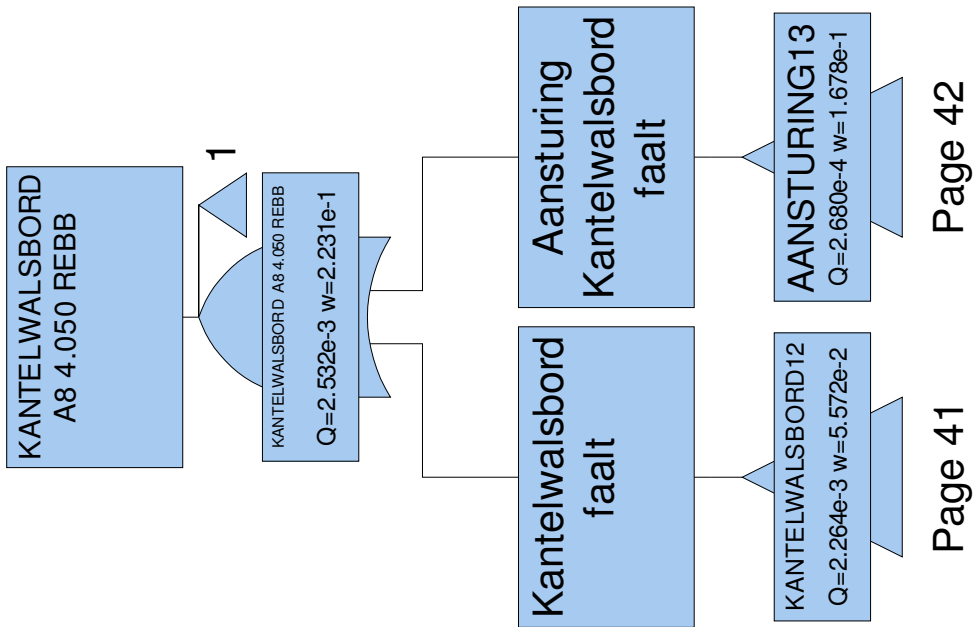 KANTELWALSBORD
A8 4.050 REBB
1
KANTELWALSBORD A8 4.050 REBB
Q=2.532e-3 w=2.231e-1
Kantelwalsbord
faalt
Aansturing
Kantelwalsbord
faalt
KANTELWALSBORD12
Q=2.264e-3 w=5.572e-2
AANSTURING13
Q=2.680e-4 w=1.678e-1
Page 41
Page 42